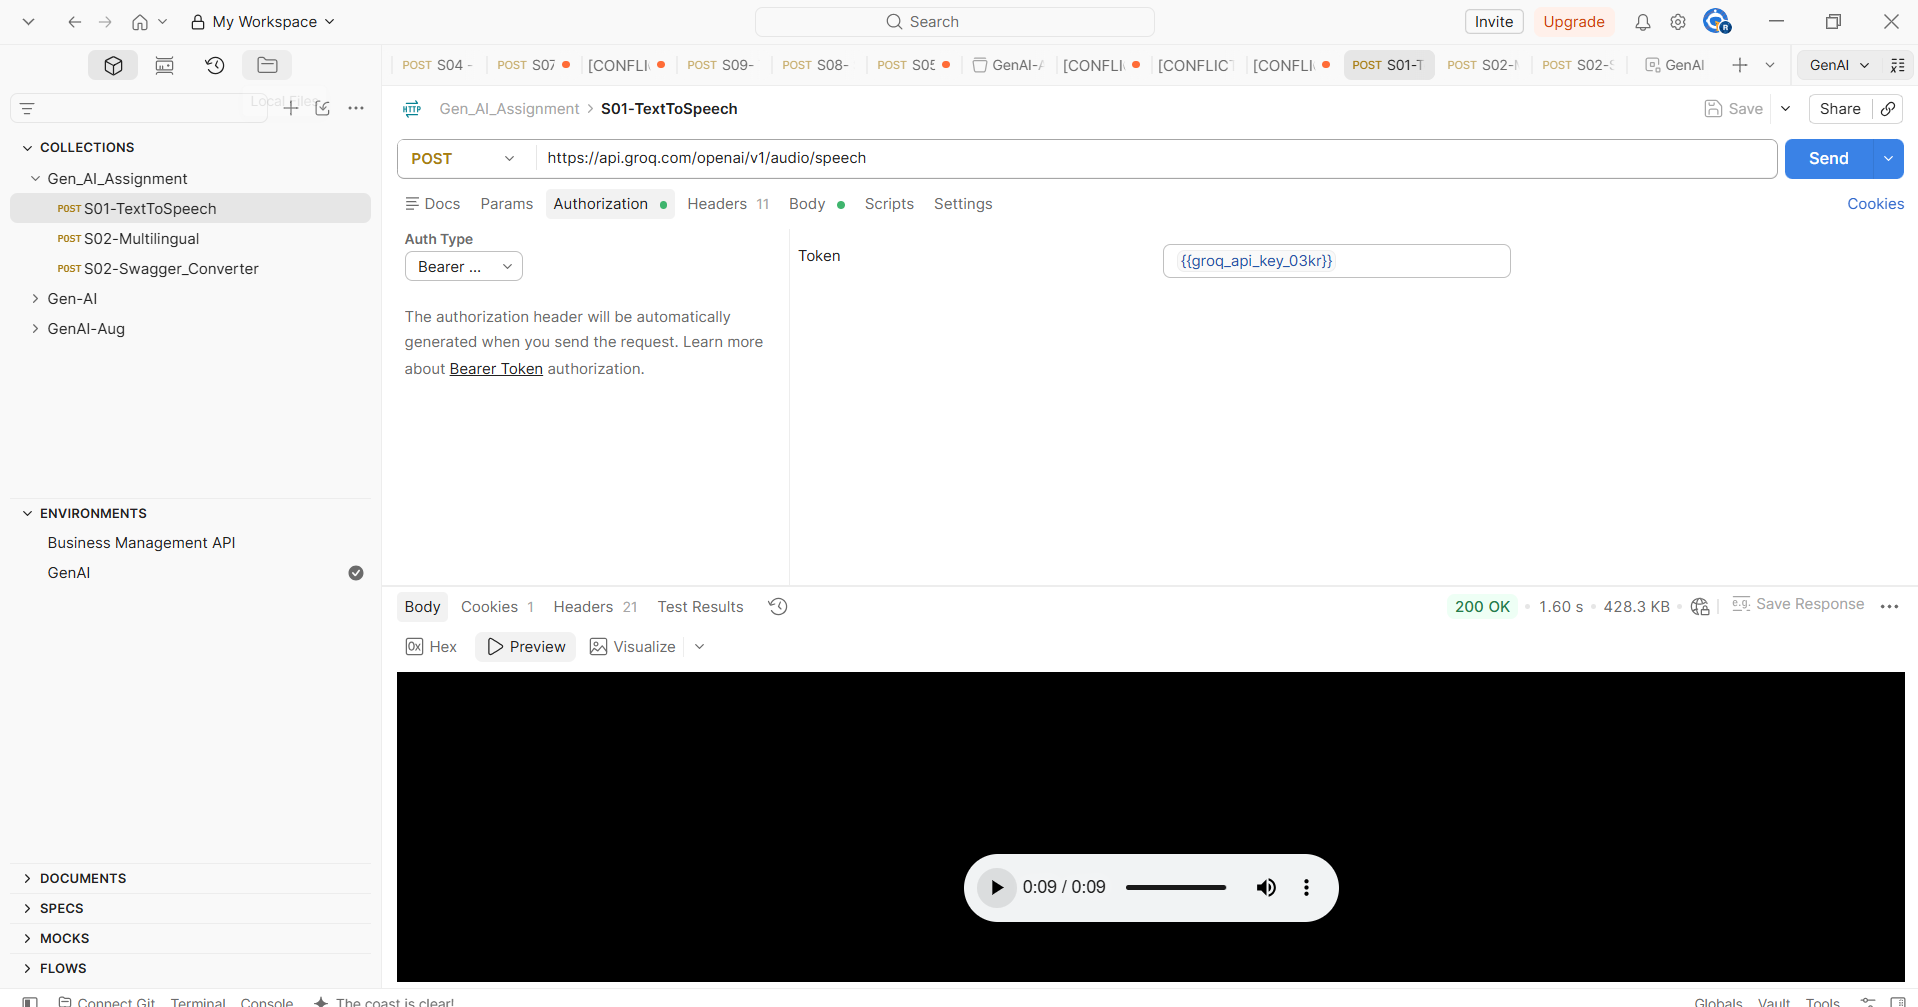 My Workspace
Search
Invite
Upgrade
R
POST S04 -
POST S07
[CONFLI
POST S09-
POST S08-
POST S05
GenAI-A
[CONFLI
[CONFLICT
[CONFLI
POST S01-T
POST S02-M
POST S02-S
GenAI
GenAI
Local Files
HTTP
Gen_AI_Assignment > S01-TextToSpeech
Save
Share
COLLECTIONS
Gen_AI_Assignment
POST S01-TextToSpeech
POST S02-Multilingual
POST S02-Swagger_Converter
Gen-AI
GenAI-Aug
POST
https://api.groq.com/openai/v1/audio/speech
Send
Docs
Params
Authorization
Headers 11
Body
Scripts
Settings
Cookies
Auth Type
Bearer ...
The authorization header will be automatically
generated when you send the request. Learn more
about Bearer Token authorization.
Token
{{groq_api_key_03kr}}
ENVIRONMENTS
Business Management API
GenAI
Body
Cookies 1
Headers 21
Test Results
200 OK
1.60 s
428.3 KB
e.g. Save Response
0x Hex
Preview
Visualize
0:09 / 0:09
DOCUMENTS
SPECS
MOCKS
FLOWS
Connect Git
Terminal
Console
The coast is clear!
Globals
Vault
Tools